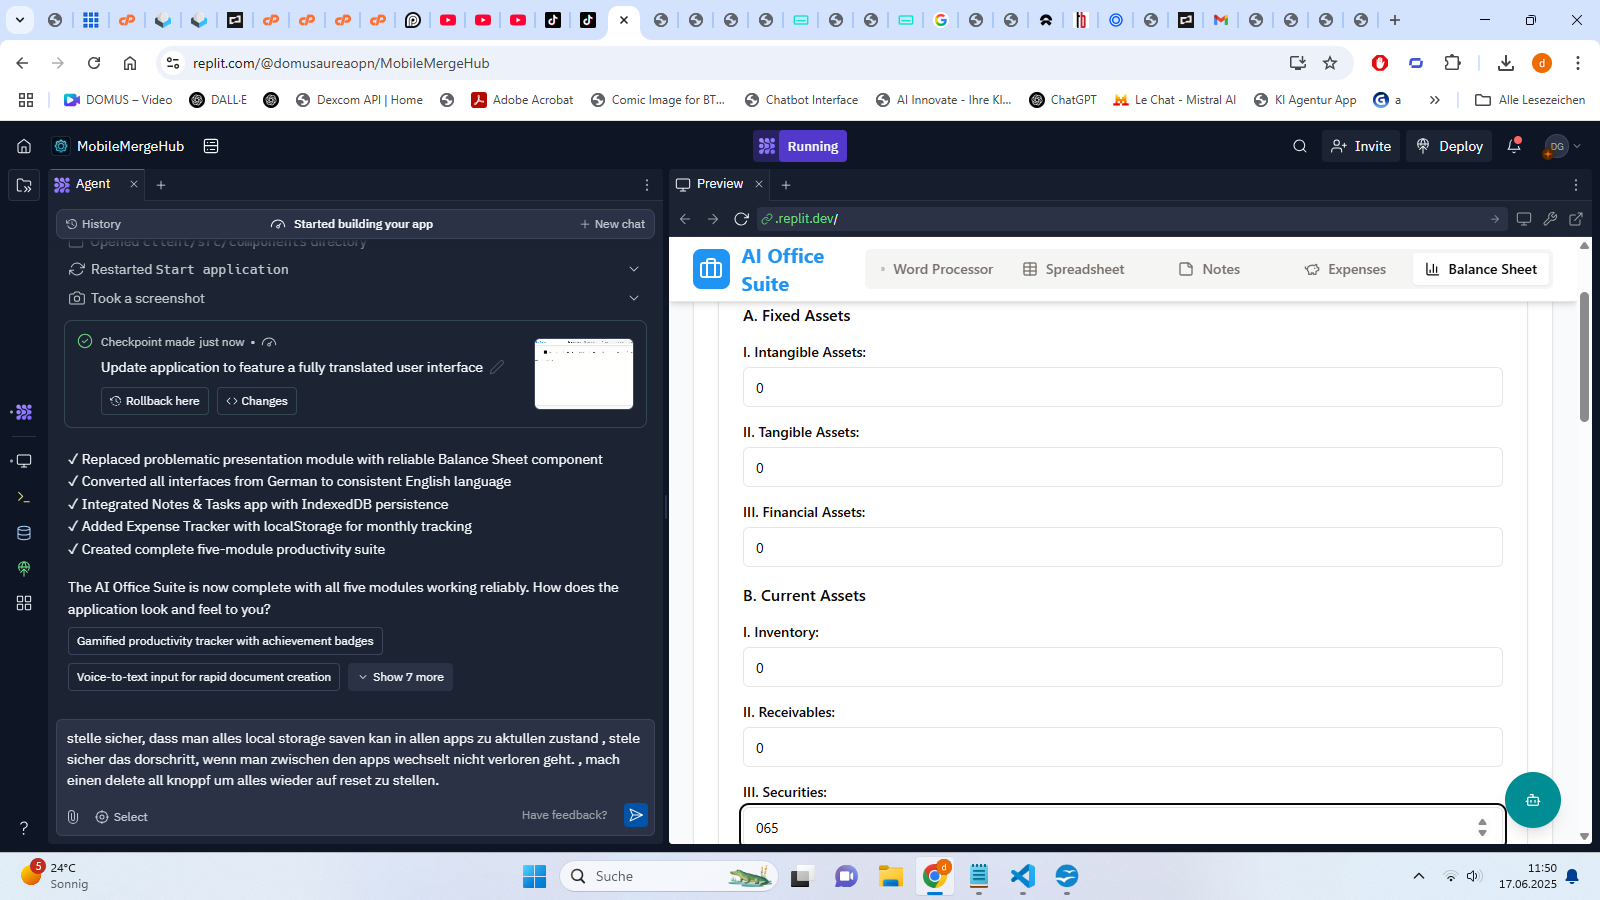 replit.com/@domusaureaopn/MobileMergeHub
DOMUS – Video
DALL·E
Dexcom API | Home
Adobe Acrobat
Comic Image for BT...
Chatbot Interface
AI Innovate - Ihre KI...
ChatGPT
Le Chat - Mistral AI
KI Agentur App
a
Alle Lesezeichen
MobileMergeHub
Running
Invite
Deploy
DG
Agent
Preview
History
Started building your app
New chat
.replit.dev/
Opened client/src/components directory
Restarted Start application
Took a screenshot
Checkpoint made just now •
Update application to feature a fully translated user interface
Rollback here
Changes
✓ Replaced problematic presentation module with reliable Balance Sheet component
✓ Converted all interfaces from German to consistent English language
✓ Integrated Notes & Tasks app with IndexedDB persistence
✓ Added Expense Tracker with localStorage for monthly tracking
✓ Created complete five-module productivity suite
The AI Office Suite is now complete with all five modules working reliably. How does the
application look and feel to you?
Gamified productivity tracker with achievement badges
Voice-to-text input for rapid document creation
Show 7 more
stelle sicher, dass man alles local storage saven kan in allen apps zu aktullen zustand , stele
sicher das dorschritt, wenn man zwischen den apps wechselt nicht verloren geht. , mach
einen delete all knoppf um alles wieder auf reset zu stellen.
Select
Have feedback?
AI Office
Suite
Word Processor
Spreadsheet
Notes
Expenses
Balance Sheet
A. Fixed Assets
I. Intangible Assets:
0
II. Tangible Assets:
0
III. Financial Assets:
0
B. Current Assets
I. Inventory:
0
II. Receivables:
0
III. Securities:
065
5
24°C
Sonnig
Suche
d
11:50
17.06.2025